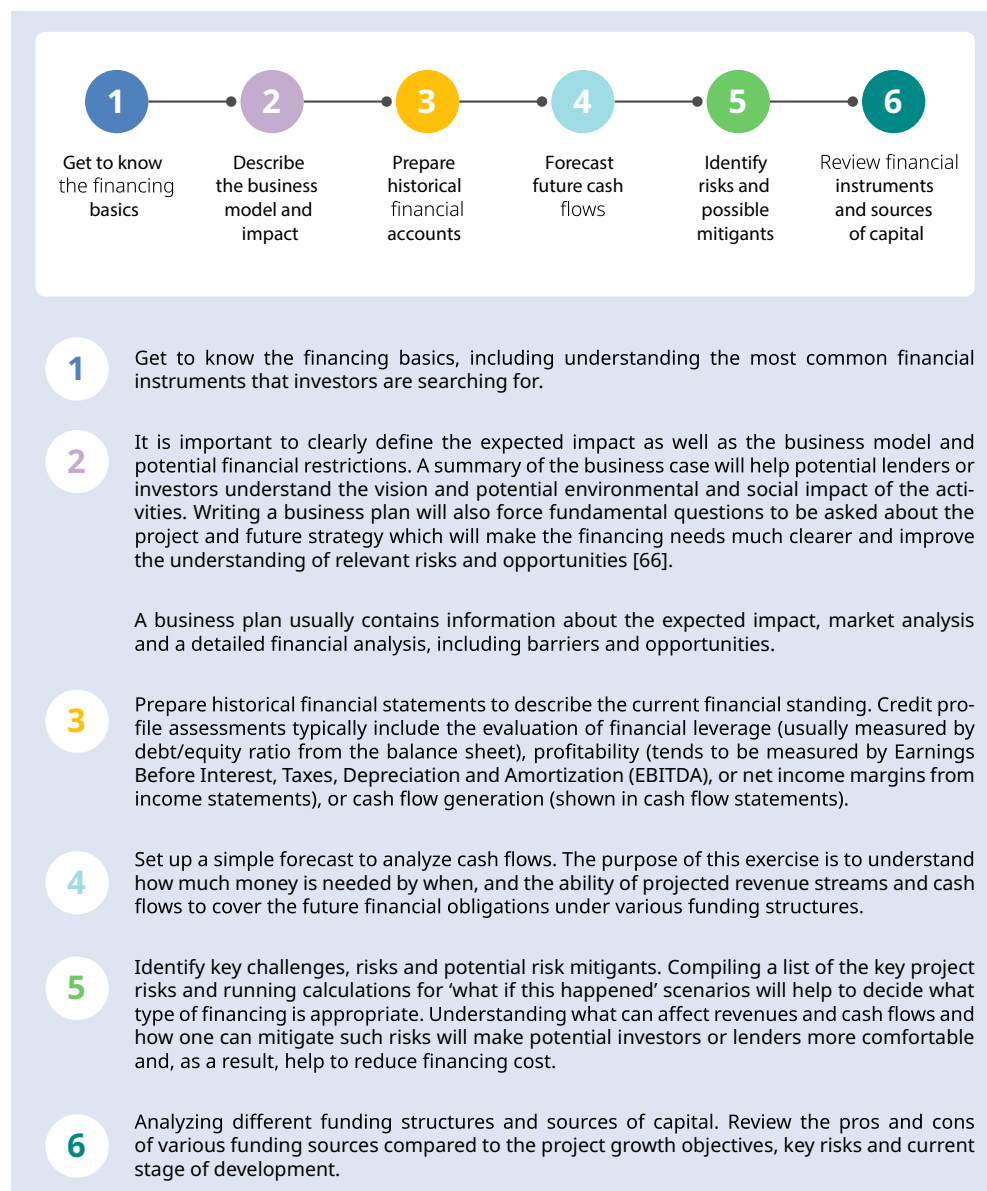 1
2
3
4
5
6
Get to know
the financing
basics
Describe
the business
model and
impact
Prepare
historical
financial
accounts
Forecast
future cash
flows
Identify
risks and
possible
mitigants
Review financial
instruments
and sources
of capital
1
Get to know the financing basics, including understanding the most common financial
instruments that investors are searching for.
2
It is important to clearly define the expected impact as well as the business model and
potential financial restrictions. A summary of the business case will help potential lenders or
investors understand the vision and potential environmental and social impact of the acti-
vities. Writing a business plan will also force fundamental questions to be asked about the
project and future strategy which will make the financing needs much clearer and improve
the understanding of relevant risks and opportunities [66].
A business plan usually contains information about the expected impact, market analysis
and a detailed financial analysis, including barriers and opportunities.
3
Prepare historical financial statements to describe the current financial standing. Credit pro-
file assessments typically include the evaluation of financial leverage (usually measured by
debt/equity ratio from the balance sheet), profitability (tends to be measured by Earnings
Before Interest, Taxes, Depreciation and Amortization (EBITDA), or net income margins from
income statements), or cash flow generation (shown in cash flow statements).
4
Set up a simple forecast to analyze cash flows. The purpose of this exercise is to understand
how much money is needed by when, and the ability of projected revenue streams and cash
flows to cover the future financial obligations under various funding structures.
5
Identify key challenges, risks and potential risk mitigants. Compiling a list of the key project
risks and running calculations for ‘what if this happened’ scenarios will help to decide what
type of financing is appropriate. Understanding what can affect revenues and cash flows and
how one can mitigate such risks will make potential investors or lenders more comfortable
and, as a result, help to reduce financing cost.
6
Analyzing different funding structures and sources of capital. Review the pros and cons
of various funding sources compared to the project growth objectives, key risks and current
stage of development.